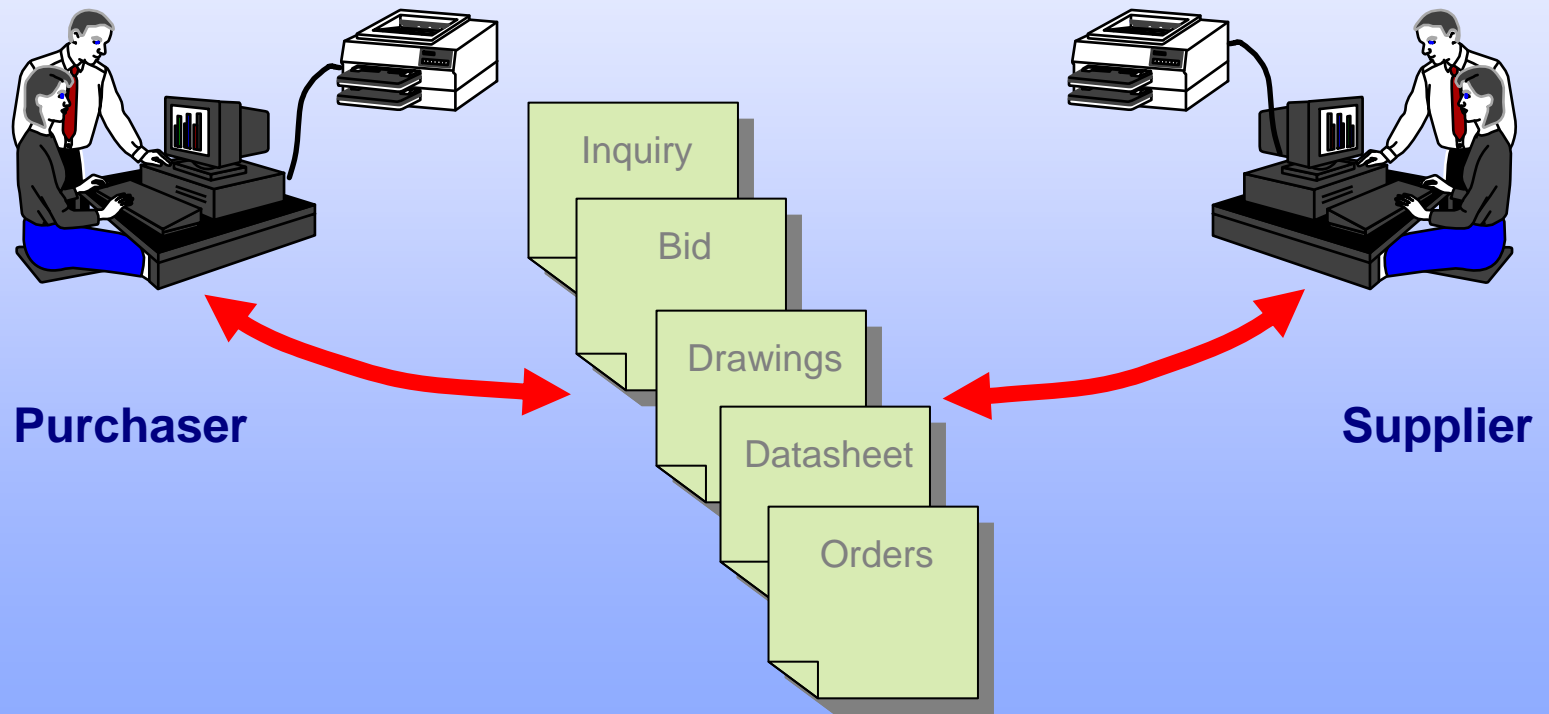 Inquiry
Bid
Drawings
Datasheet
Orders
Purchaser
Supplier